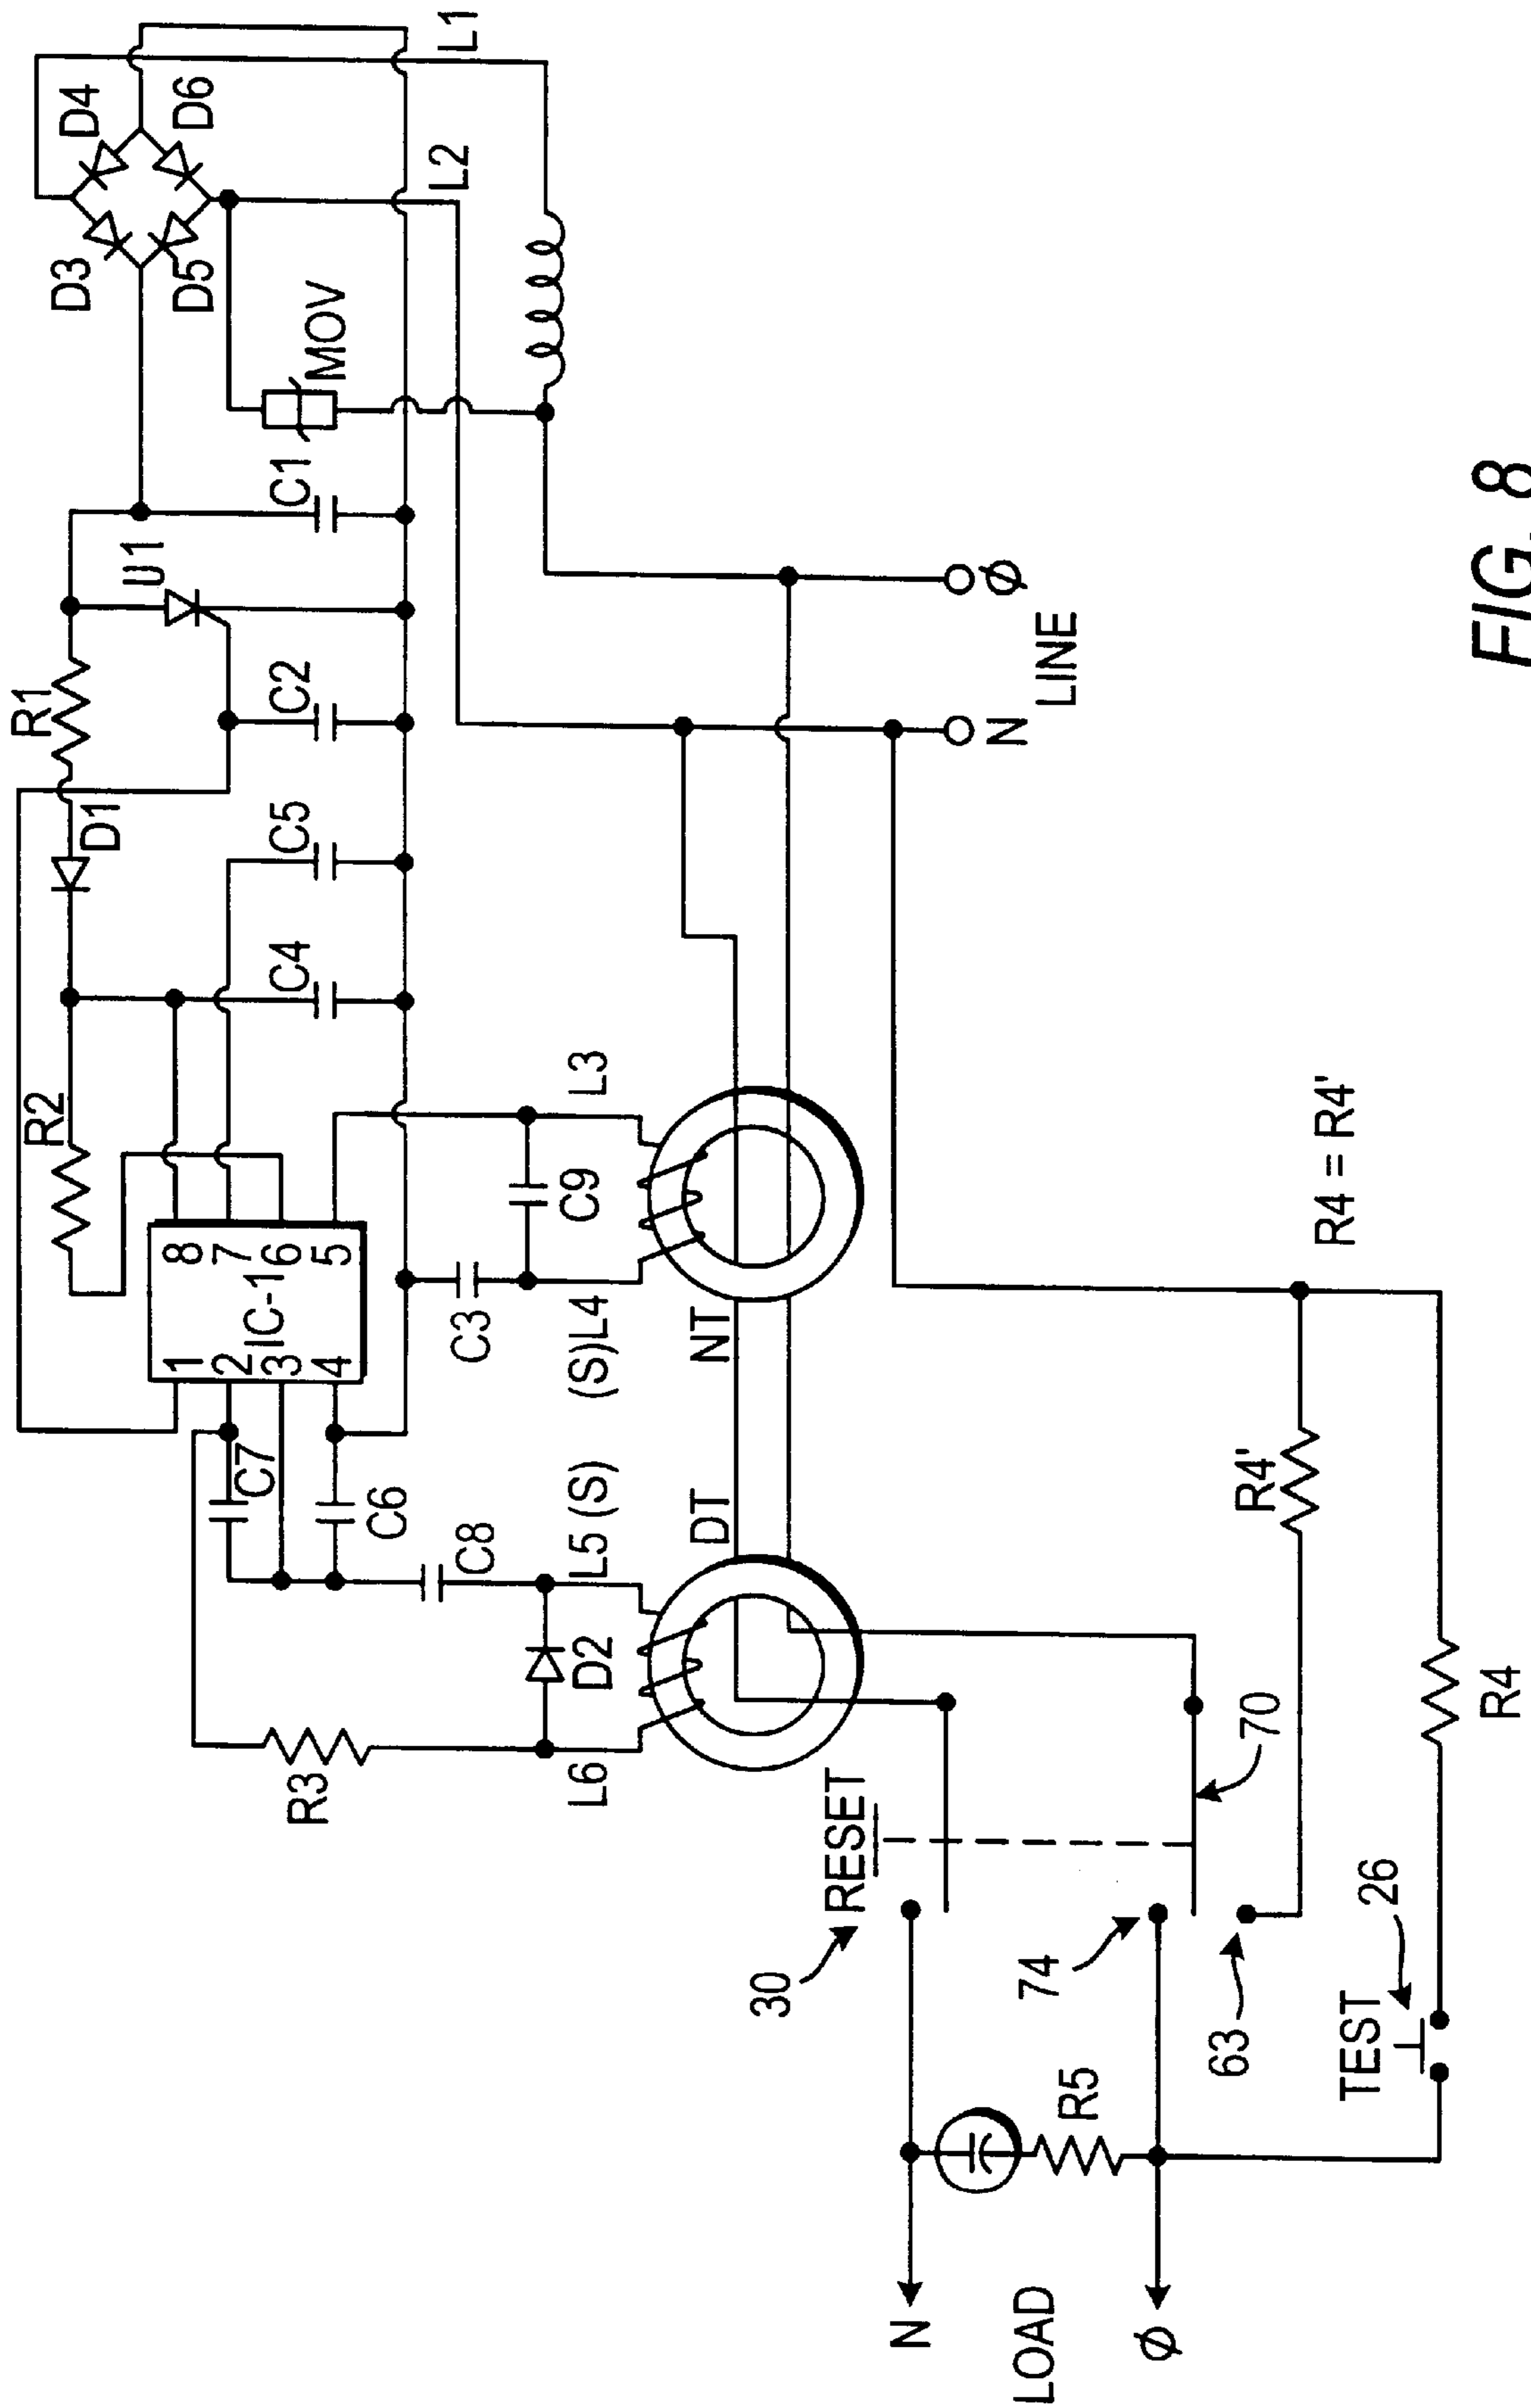 L1
L2
D4
D6
D3
D5
MOV
C1
U1
R1
C2
D1
C5
C4
R2
8
7
6
5
IC-1
1
2
3
4
L3
C9
C3
(S)L4
NT
C7
C6
C8
L5 (S)
DT
D2
R3
L6
Φ
LINE
N
R4 = R4'
R4'
R4
RESET
30
70
74
63
26
TEST
R5
N
LOAD
Φ
FIG. 8